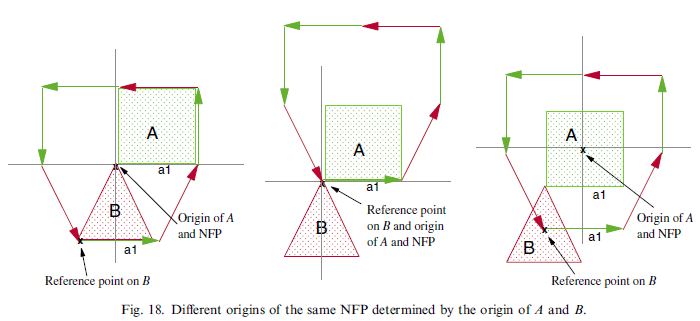 A
a1
B
Origin of A
and NFP
a1
Reference point on B
A
a1
Reference point
on B and origin
of A and NFP
B
A
a1
Origin of A
and NFP
a1
B
Reference point on B
Fig. 18. Different origins of the same NFP determined by the origin of A and B.